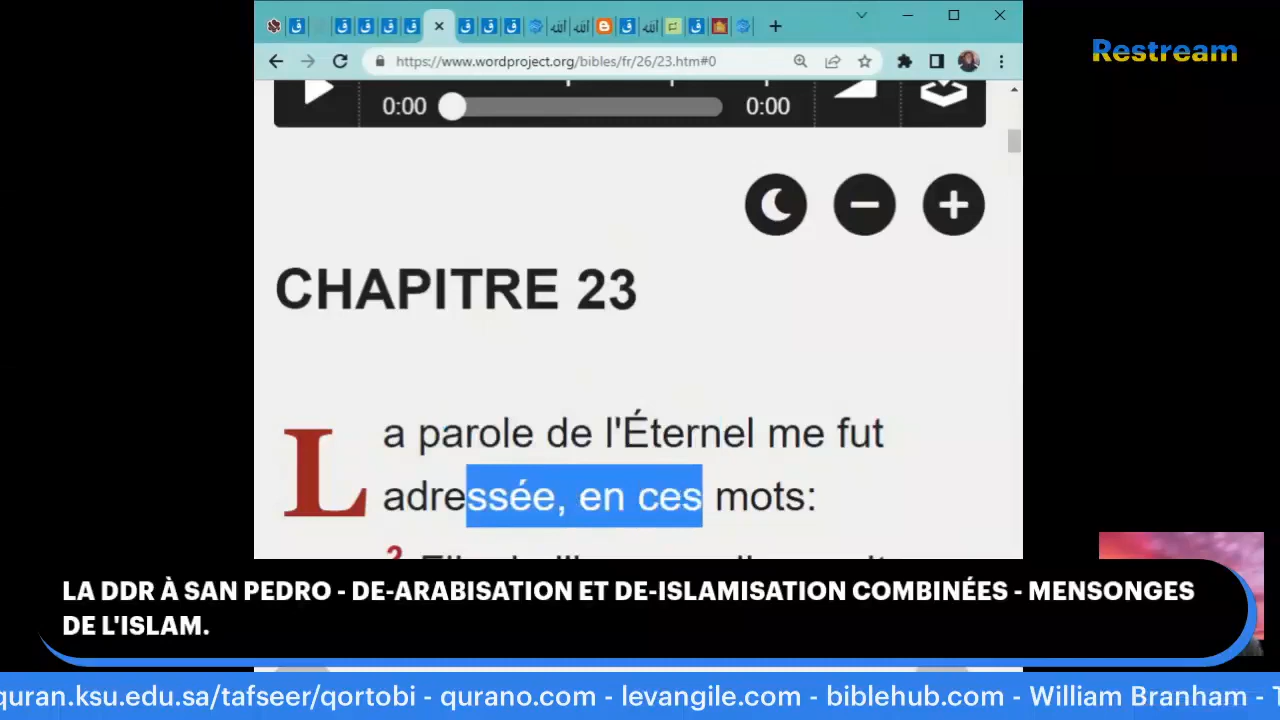 https://www.wordproject.org/bibles/fr/26/23.htm#0
Restream
0:00
0:00
CHAPITRE 23
La parole de l'Éternel me fut
adressée, en ces mots:
2
LA DDR À SAN PEDRO - DE-ARABISATION ET DE-ISLAMISATION COMBINÉES - MENSONGES
DE L'ISLAM.
quran.ksu.edu.sa/tafseer/qortobi - qurano.com - levangile.com - biblehub.com - William Branham -